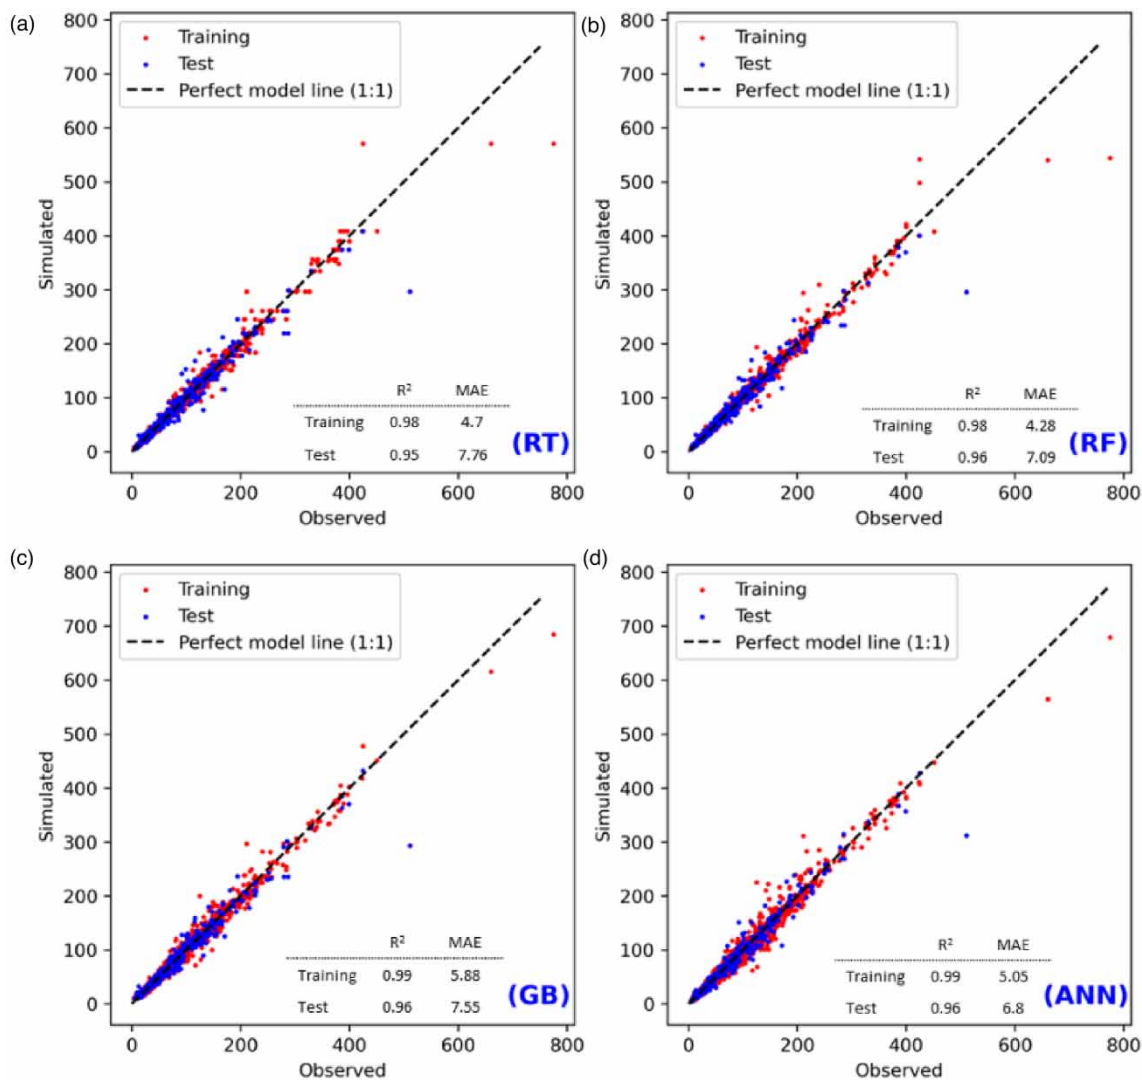 (a)
800
700
600
500
400
300
200
100
0
Simulated
Training
Test
Perfect model line (1:1)
R² MAE
Training 0.98 4.7
Test 0.95 7.76
(RT)
0 200 400 600 800
Observed
(b)
800
700
600
500
400
300
200
100
0
Simulated
Training
Test
Perfect model line (1:1)
R² MAE
Training 0.98 4.28
Test 0.96 7.09
(RF)
0 200 400 600 800
Observed
(c)
800
700
600
500
400
300
200
100
0
Simulated
Training
Test
Perfect model line (1:1)
R² MAE
Training 0.99 5.88
Test 0.96 7.55
(GB)
0 200 400 600 800
Observed
(d)
800
700
600
500
400
300
200
100
0
Simulated
Training
Test
Perfect model line (1:1)
R² MAE
Training 0.99 5.05
Test 0.96 6.8
(ANN)
0 200 400 600 800
Observed